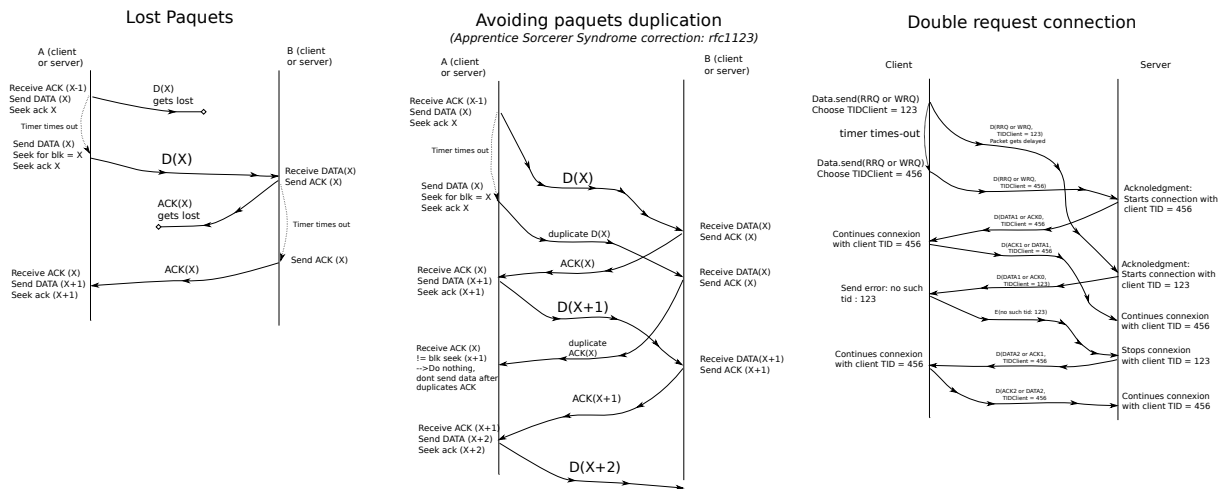 Lost Paquets
A (client
or server)
B (client
or server)
Receive ACK (X-1)
Send DATA (X)
Seek ack X
D(X)
gets lost
Timer times out
Send DATA (X)
Seek for blk = X
Seek ack X
D(X)
Receive DATA(X)
Send ACK (X)
ACK(X)
gets lost
Timer times out
Send ACK (X)
ACK(X)
Receive ACK (X)
Send DATA (X+1)
Seek ack (X+1)
Avoiding paquets duplication
(Apprentice Sorcerer Syndrome correction: rfc1123)
A (client
or server)
B (client
or server)
Receive ACK (X-1)
Send DATA (X)
Seek ack X
Timer times out
D(X)
Send DATA (X)
Seek for blk = X
Seek ack X
duplicate D(X)
Receive DATA(X)
Send ACK (X)
ACK(X)
Receive ACK (X)
Send DATA (X+1)
Seek ack (X+1)
Receive DATA(X)
Send ACK (X)
D(X+1)
duplicate
ACK(X)
Receive ACK (X)
!= blk seek (x+1)
-->Do nothing,
dont send data after
duplicates ACK
Receive DATA(X+1)
Send ACK (X+1)
ACK(X+1)
Receive ACK (X+1)
Send DATA (X+2)
Seek ack (X+2)
D(X+2)
Double request connection
Client
Server
Data.send(RRQ or WRQ)
Choose TIDClient = 123
timer times-out
D(RRQ or WRQ,
TIDClient = 123)
Packet gets delayed
Data.send(RRQ or WRQ)
Choose TIDClient = 456
D(RRQ or WRQ,
TIDClient = 456)
Acknoledgment:
Starts connection with
client TID = 456
D(DATA1 or ACK0,
TIDClient = 456
Continues connexion
with client TID = 456
D(ACK1 or DATA1,
TIDClient = 456
Acknoledgment:
Starts connection with
client TID = 123
D(DATA1 or ACK0,
TIDClient = 123)
Send error: no such
tid : 123
E(no such tid: 123)
Continues connexion
with client TID = 456
Stops connexion
with client TID = 123
Continues connexion
with client TID = 456
D(DATA2 or ACK1,
TIDClient = 456
D(ACK2 or DATA2,
TIDClient = 456
Continues connexion
with client TID = 456